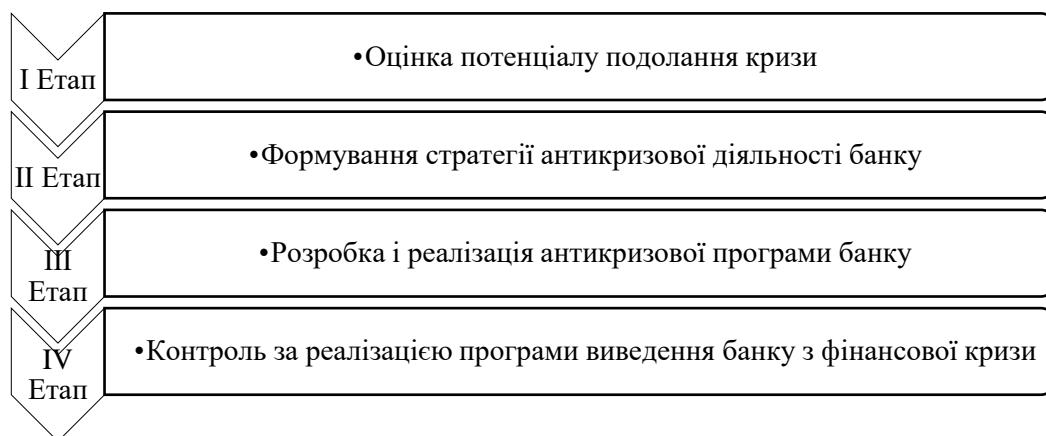 I Етап
•Оцінка потенціалу подолання кризи
II Етап
•Формування стратегії антикризової діяльності банку
III
Етап
•Розробка і реалізація антикризової програми банку
IV
Етап
•Контроль за реалізацією програми виведення банку з фінансової кризи